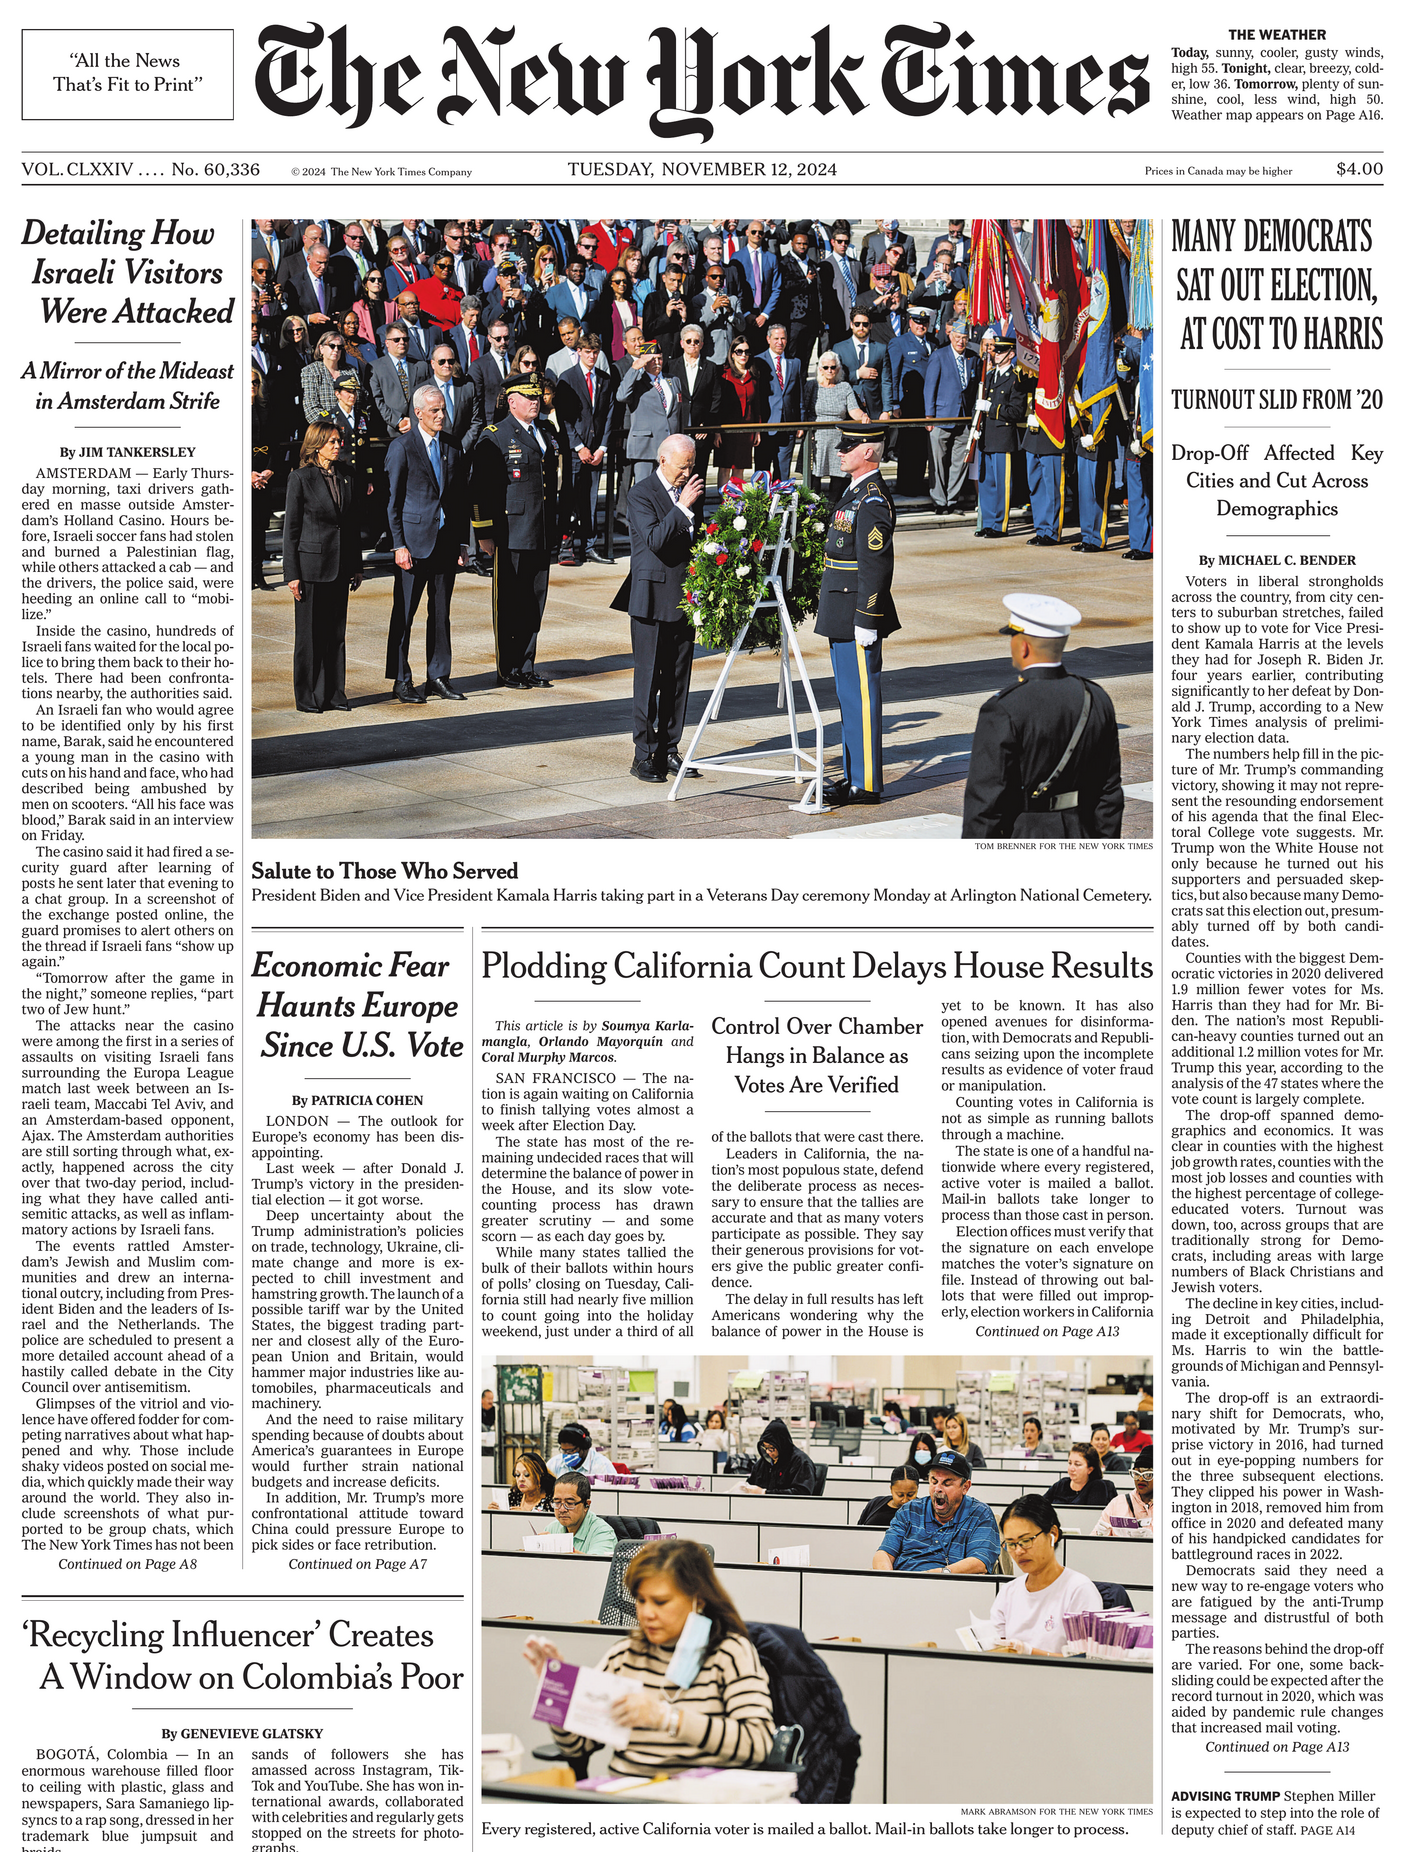 “All the News
That’s Fit to Print”
The New York Times
THE WEATHER
Today, sunny, cooler, gusty winds,
high 55. Tonight, clear, breezy, cold-
er, low 36. Tomorrow, plenty of sun-
shine, cool, less wind, high 50.
Weather map appears on Page A16.
VOL. CLXXIV .... No. 60,336
© 2024 The New York Times Company
TUESDAY, NOVEMBER 12, 2024
Prices in Canada may be higher
$4.00
Detailing How
Israeli Visitors
Were Attacked
A Mirror of the Mideast
in Amsterdam Strife
By JIM TANKERSLEY
AMSTERDAM — Early Thurs-
day morning, taxi drivers gath-
ered en masse outside Amster-
dam’s Holland Casino. Hours be-
fore, Israeli soccer fans had stolen
and burned a Palestinian flag,
while others attacked a cab — and
the drivers, the police said, were
heeding an online call to “mobi-
lize.”
Inside the casino, hundreds of
Israeli fans waited for the local po-
lice to bring them back to their ho-
tels. There had been confronta-
tions nearby, the authorities said.
An Israeli fan who would agree
to be identified only by his first
name, Barak, said he encountered
a young man in the casino with
cuts on his hand and face, who had
described being ambushed by
men on scooters. “All his face was
blood,” Barak said in an interview
on Friday.
The casino said it had fired a se-
curity guard after learning of
posts he sent later that evening to
a chat group. In a screenshot of
the exchange posted online, the
guard promises to alert others on
the thread if Israeli fans “show up
again.”
“Tomorrow after the game in
the night,” someone replies, “part
two of Jew hunt.”
The attacks near the casino
were among the first in a series of
assaults on visiting Israeli fans
surrounding the Europa League
match last week between an Is-
raeli team, Maccabi Tel Aviv, and
an Amsterdam-based opponent,
Ajax. The Amsterdam authorities
are still sorting through what, ex-
actly, happened across the city
over that two-day period, includ-
ing what they have called anti-
semitic attacks, as well as inflam-
matory actions by Israeli fans.
The events rattled Amster-
dam’s Jewish and Muslim com-
munities and drew an interna-
tional outcry, including from Pres-
ident Biden and the leaders of Is-
rael and the Netherlands. The
police are scheduled to present a
more detailed account ahead of a
hastily called debate in the City
Council over antisemitism.
Glimpses of the vitriol and vio-
lence have offered fodder for com-
peting narratives about what hap-
pened and why. Those include
shaky videos posted on social me-
dia, which quickly made their way
around the world. They also in-
clude screenshots of what pur-
ported to be group chats, which
The New York Times has not been
Continued on Page A8
TOM BRENNER FOR THE NEW YORK TIMES
Salute to Those Who Served
President Biden and Vice President Kamala Harris taking part in a Veterans Day ceremony Monday at Arlington National Cemetery.
Economic Fear
Haunts Europe
Since U.S. Vote
By PATRICIA COHEN
LONDON — The outlook for
Europe’s economy has been dis-
appointing.
Last week — after Donald J.
Trump’s victory in the presiden-
tial election — it got worse.
Deep uncertainty about the
Trump administration’s policies
on trade, technology, Ukraine, cli-
mate change and more is ex-
pected to chill investment and
hamstring growth. The launch of a
possible tariff war by the United
States, the biggest trading part-
ner and closest ally of the Euro-
pean Union and Britain, would
hammer major industries like au-
tomobiles, pharmaceuticals and
machinery.
And the need to raise military
spending because of doubts about
America’s guarantees in Europe
would further strain national
budgets and increase deficits.
In addition, Mr. Trump’s more
confrontational attitude toward
China could pressure Europe to
pick sides or face retribution.
Continued on Page A7
Plodding California Count Delays House Results
This article is by Soumya Karla-
mangla, Orlando Mayorquín and
Coral Murphy Marcos.
SAN FRANCISCO — The na-
tion is again waiting on California
to finish tallying votes almost a
week after Election Day.
The state has most of the re-
maining undecided races that will
determine the balance of power in
the House, and its slow vote-
counting process has drawn
greater scrutiny — and some
scorn — as each day goes by.
While many states tallied the
bulk of their ballots within hours
of polls’ closing on Tuesday, Cali-
fornia still had nearly five million
to count going into the holiday
weekend, just under a third of all
Control Over Chamber
Hangs in Balance as
Votes Are Verified
of the ballots that were cast there.
Leaders in California, the na-
tion’s most populous state, defend
the deliberate process as neces-
sary to ensure that the tallies are
accurate and that as many voters
participate as possible. They say
their generous provisions for vot-
ers give the public greater confi-
dence.
The delay in full results has left
Americans wondering why the
balance of power in the House is
yet to be known. It has also
opened avenues for disinforma-
tion, with Democrats and Republi-
cans seizing upon the incomplete
results as evidence of voter fraud
or manipulation.
Counting votes in California is
not as simple as running ballots
through a machine.
The state is one of a handful na-
tionwide where every registered,
active voter is mailed a ballot.
Mail-in ballots take longer to
process than those cast in person.
Election offices must verify that
the signature on each envelope
matches the voter’s signature on
file. Instead of throwing out bal-
lots that were filled out improp-
erly, election workers in California
Continued on Page A13
MARK ABRAMSON FOR THE NEW YORK TIMES
Every registered, active California voter is mailed a ballot. Mail-in ballots take longer to process.
‘Recycling Influencer’ Creates
A Window on Colombia’s Poor
By GENEVIEVE GLATSKY
BOGOTÁ, Colombia — In an
enormous warehouse filled floor
to ceiling with plastic, glass and
newspapers, Sara Samaniego lip-
syncs to a rap song, dressed in her
trademark blue jumpsuit and
sands of followers she has
amassed across Instagram, Tik-
Tok and YouTube. She has won in-
ternational awards, collaborated
with celebrities and regularly gets
stopped on the streets for photo-
graphs.
MANY DEMOCRATS
SAT OUT ELECTION,
AT COST TO HARRIS
TURNOUT SLID FROM ’20
Drop-Off Affected Key
Cities and Cut Across
Demographics
By MICHAEL C. BENDER
Voters in liberal strongholds
across the country, from city cen-
ters to suburban stretches, failed
to show up to vote for Vice Presi-
dent Kamala Harris at the levels
they had for Joseph R. Biden Jr.
four years earlier, contributing
significantly to her defeat by Don-
ald J. Trump, according to a New
York Times analysis of prelimi-
nary election data.
The numbers help fill in the pic-
ture of Mr. Trump’s commanding
victory, showing it may not repre-
sent the resounding endorsement
of his agenda that the final Elec-
toral College vote suggests. Mr.
Trump won the White House not
only because he turned out his
supporters and persuaded skep-
tics, but also because many Demo-
crats sat this election out, presum-
ably turned off by both candi-
dates.
Counties with the biggest Dem-
ocratic victories in 2020 delivered
1.9 million fewer votes for Ms.
Harris than they had for Mr. Bi-
den. The nation’s most Republi-
can-heavy counties turned out an
additional 1.2 million votes for Mr.
Trump this year, according to the
analysis of the 47 states where the
vote count is largely complete.
The drop-off spanned demo-
graphics and economics. It was
clear in counties with the highest
job growth rates, counties with the
most job losses and counties with
the highest percentage of college-
educated voters. Turnout was
down, too, across groups that are
traditionally strong for Demo-
crats, including areas with large
numbers of Black Christians and
Jewish voters.
The decline in key cities, includ-
ing Detroit and Philadelphia,
made it exceptionally difficult for
Ms. Harris to win the battle-
grounds of Michigan and Pennsyl-
vania.
The drop-off is an extraordi-
nary shift for Democrats, who,
motivated by Mr. Trump’s sur-
prise victory in 2016, had turned
out in eye-popping numbers for
the three subsequent elections.
They clipped his power in Wash-
ington in 2018, removed him from
office in 2020 and defeated many
of his handpicked candidates for
battleground races in 2022.
Democrats said they need a
new way to re-engage voters who
are fatigued by the anti-Trump
message and distrustful of both
parties.
The reasons behind the drop-off
are varied. For one, some back-
sliding could be expected after the
record turnout in 2020, which was
aided by pandemic rule changes
that increased mail voting.
Continued on Page A13
ADVISING TRUMP Stephen Miller
is expected to step into the role of
deputy chief of staff. PAGE A14